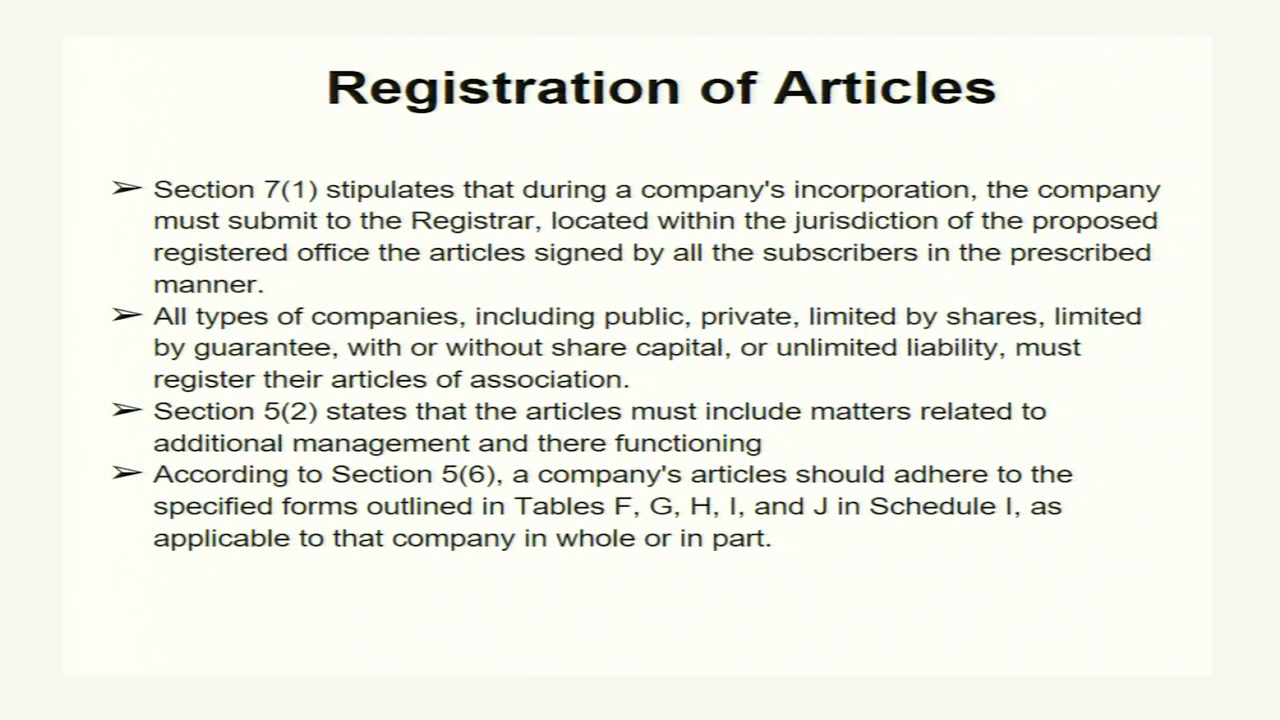 Registration of Articles
➢ Section 7(1) stipulates that during a company's incorporation, the company
must submit to the Registrar, located within the jurisdiction of the proposed
registered office the articles signed by all the subscribers in the prescribed
manner.
➢ All types of companies, including public, private, limited by shares, limited
by guarantee, with or without share capital, or unlimited liability, must
register their articles of association.
➢ Section 5(2) states that the articles must include matters related to
additional management and there functioning
➢ According to Section 5(6), a company's articles should adhere to the
specified forms outlined in Tables F, G, H, I, and J in Schedule I, as
applicable to that company in whole or in part.